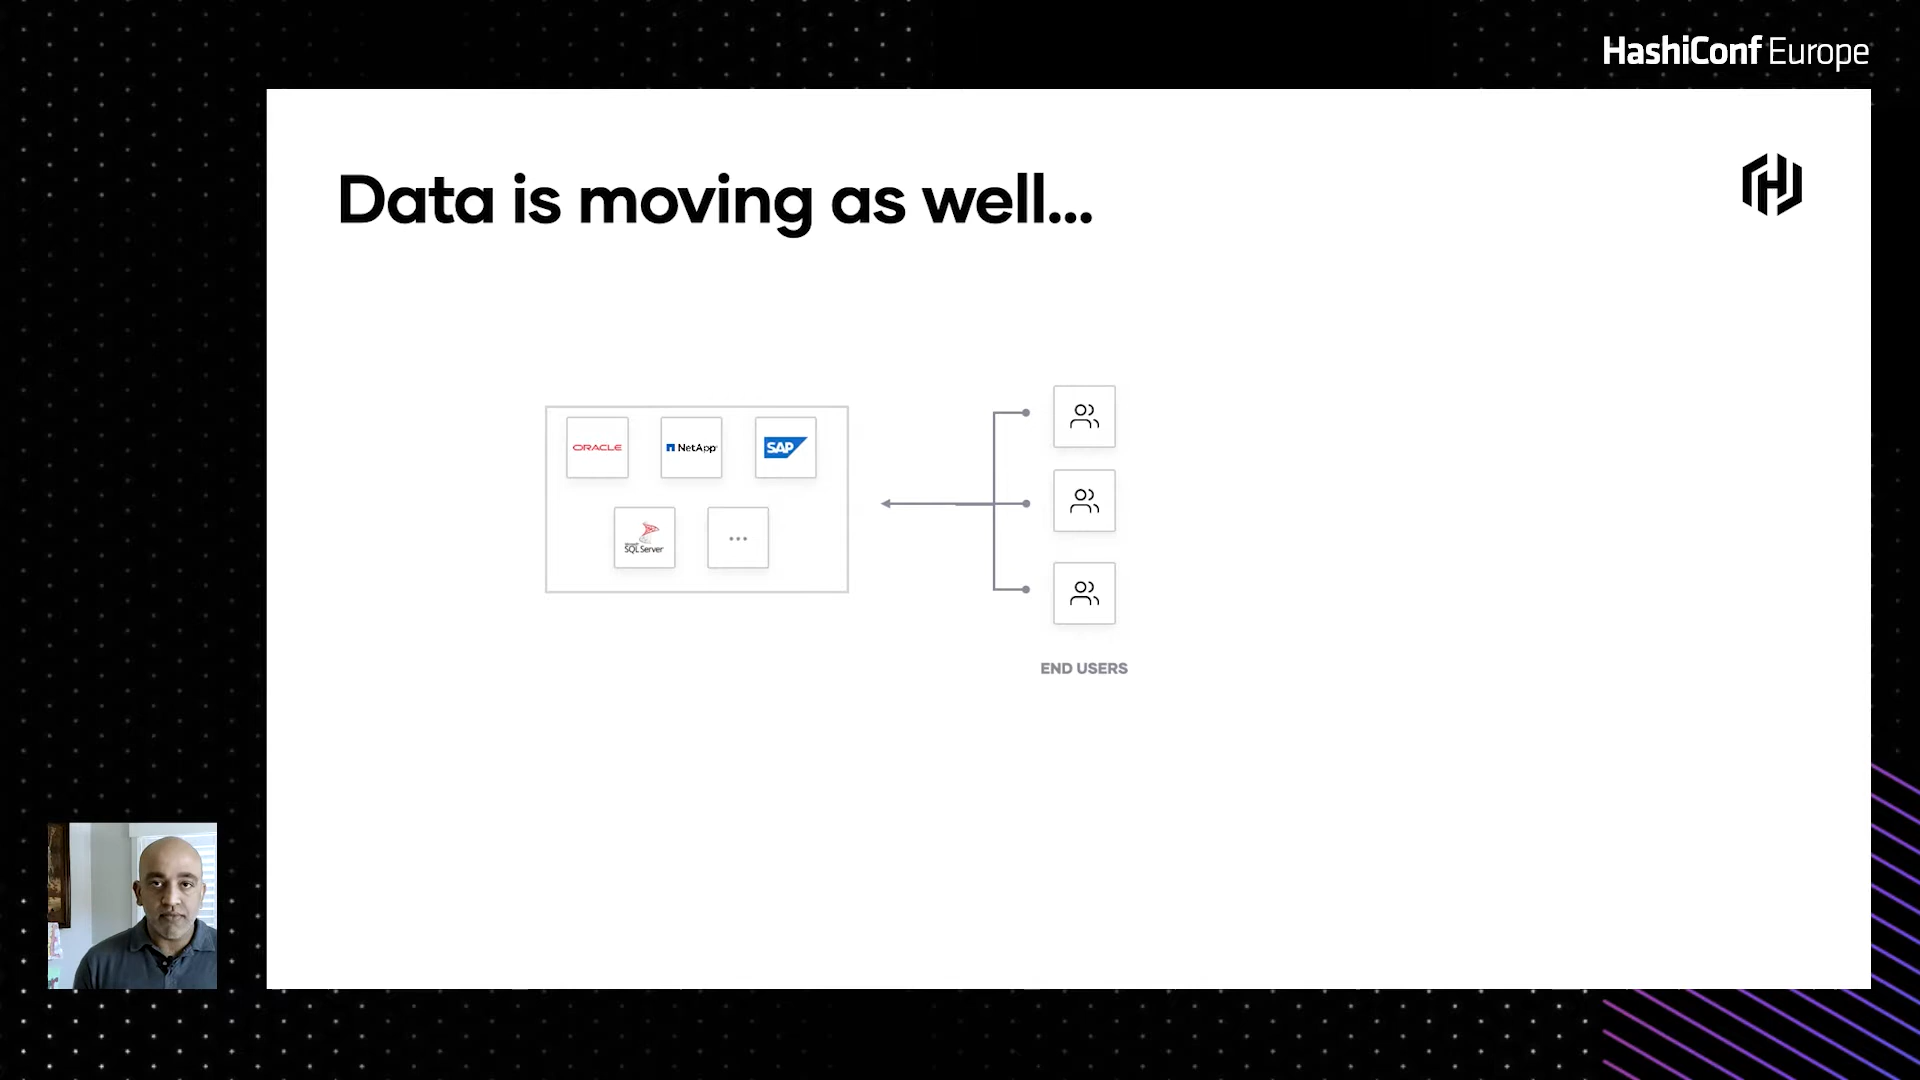 HashiConf Europe
Data is moving as well...
ORACLE
NetApp
SAP
SQL Server
...
END USERS